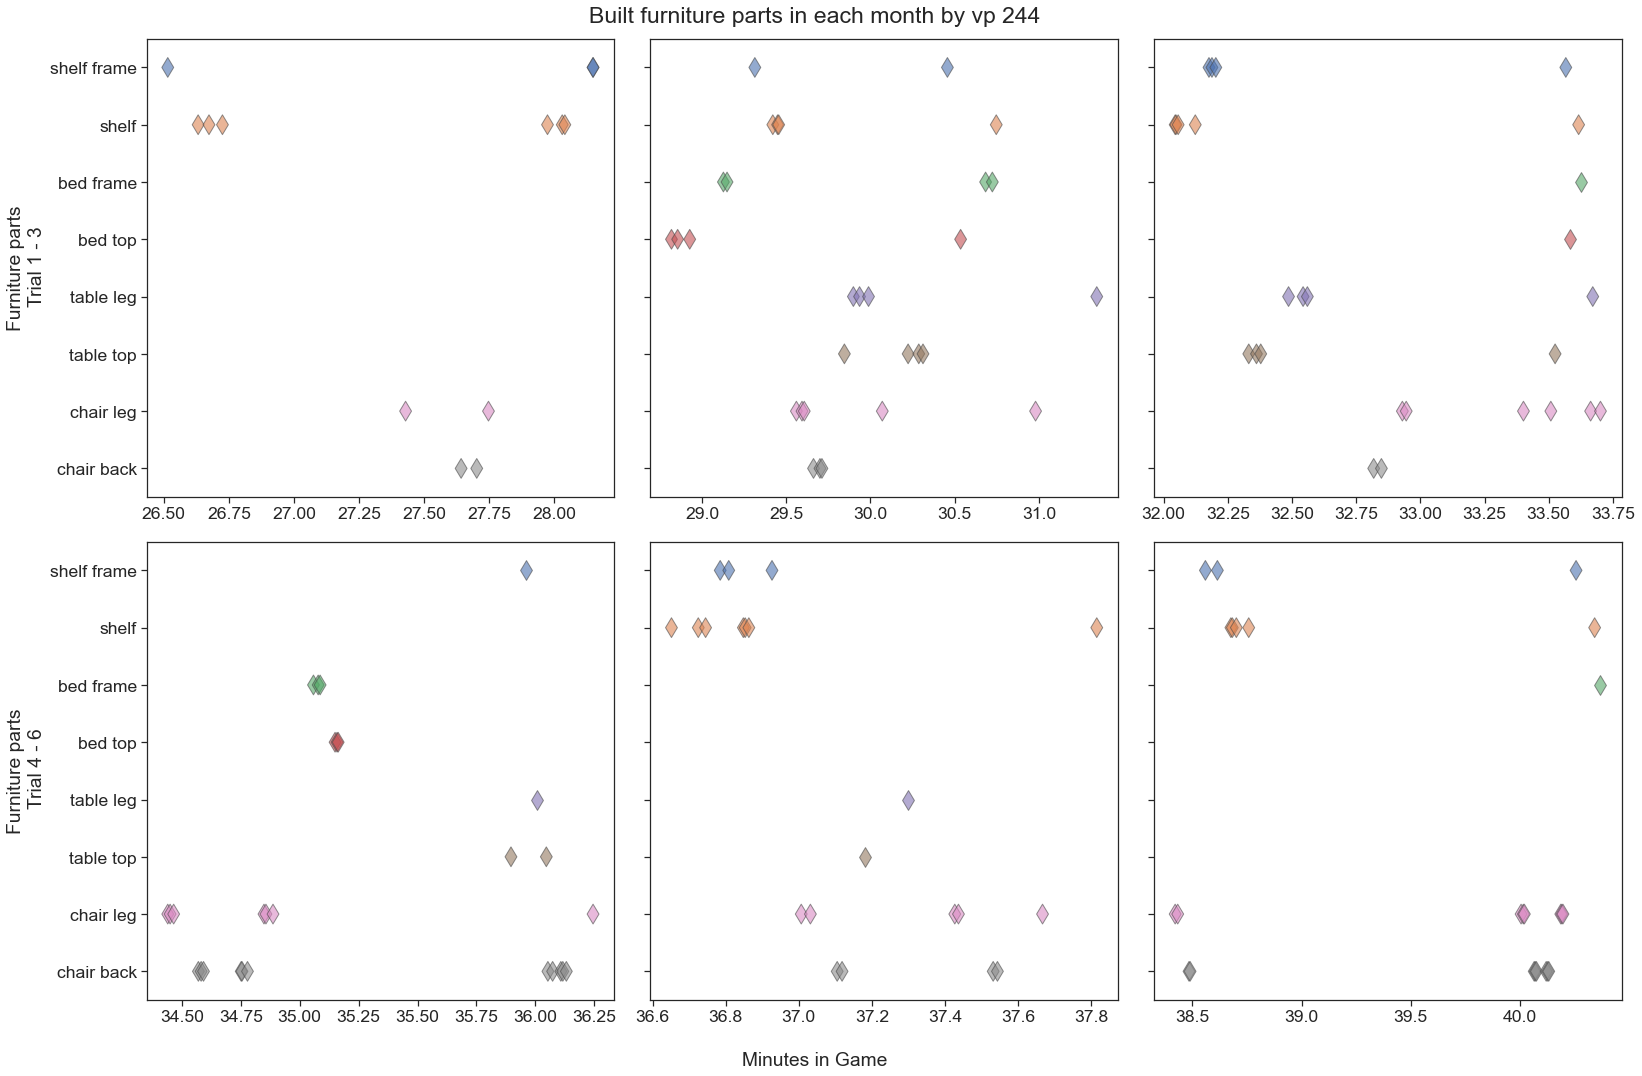 Built furniture parts in each month by vp 244
Furniture parts
Trial 1 - 3
shelf frame
shelf
bed frame
bed top
table leg
table top
chair leg
chair back
26.50 26.75 27.00 27.25 27.50 27.75 28.00
29.0 29.5 30.0 30.5 31.0
32.00 32.25 32.50 32.75 33.00 33.25 33.50 33.75
Furniture parts
Trial 4 - 6
shelf frame
shelf
bed frame
bed top
table leg
table top
chair leg
chair back
34.50 34.75 35.00 35.25 35.50 35.75 36.00 36.25
36.6 36.8 37.0 37.2 37.4 37.6 37.8
38.5 39.0 39.5 40.0
Minutes in Game